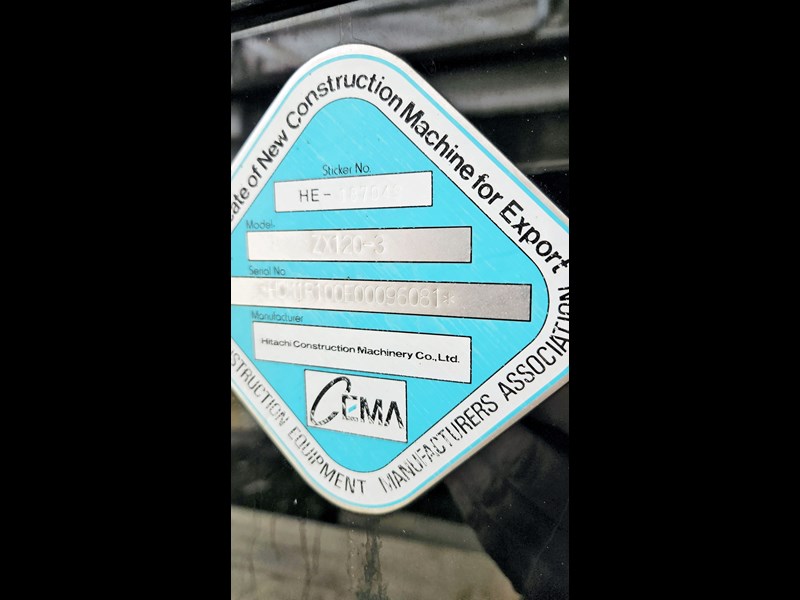 ate of New Construction Machine for Export
Sticker No.
HE-
Model
ZX120-3
Serial No.
Manufacturer
Hitachi Construction Machinery Co.,Ltd.
CEMA
NSTRUCTION EQUIPMENT MANUFACTURERS ASSOCIATION